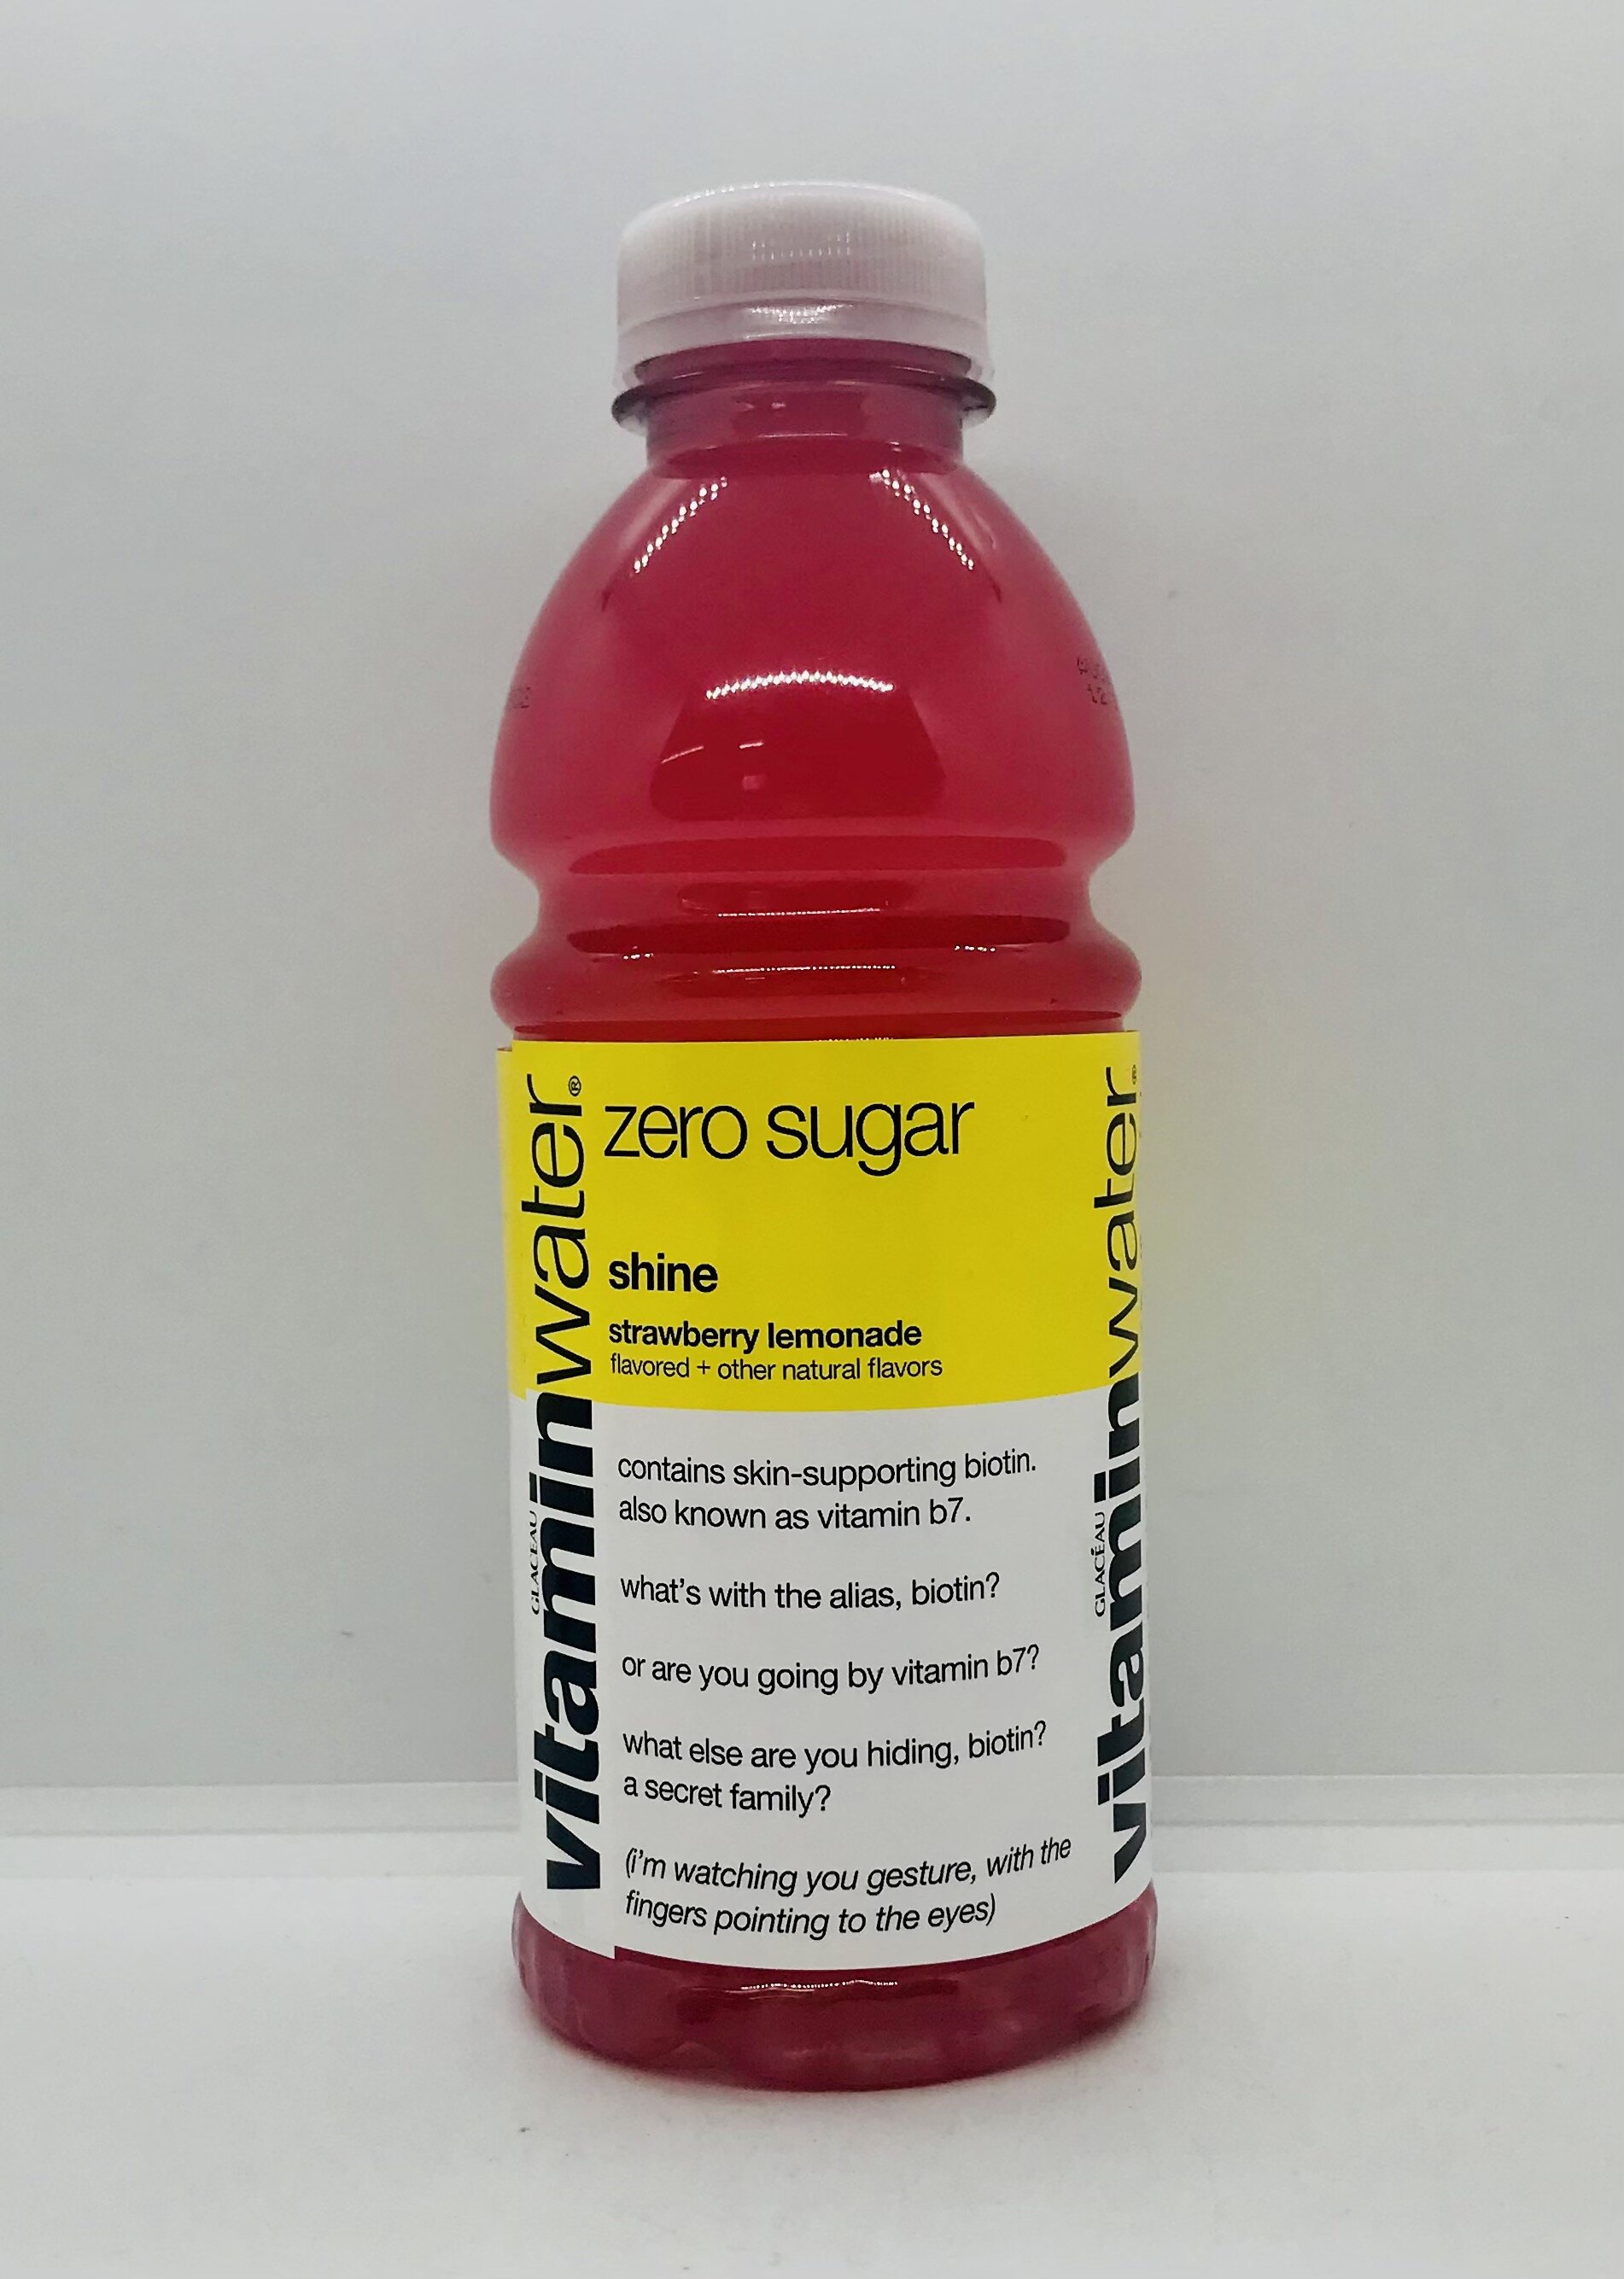 vitaminwater®
GLACÉAU
zero sugar
shine
strawberry lemonade
flavored + other natural flavors
contains skin-supporting biotin.
also known as vitamin b7.
what's with the alias, biotin?
or are you going by vitamin b7?
what else are you hiding, biotin?
a secret family?
(i'm watching you gesture, with the
fingers pointing to the eyes)
vitaminwater®
GLACÉAU